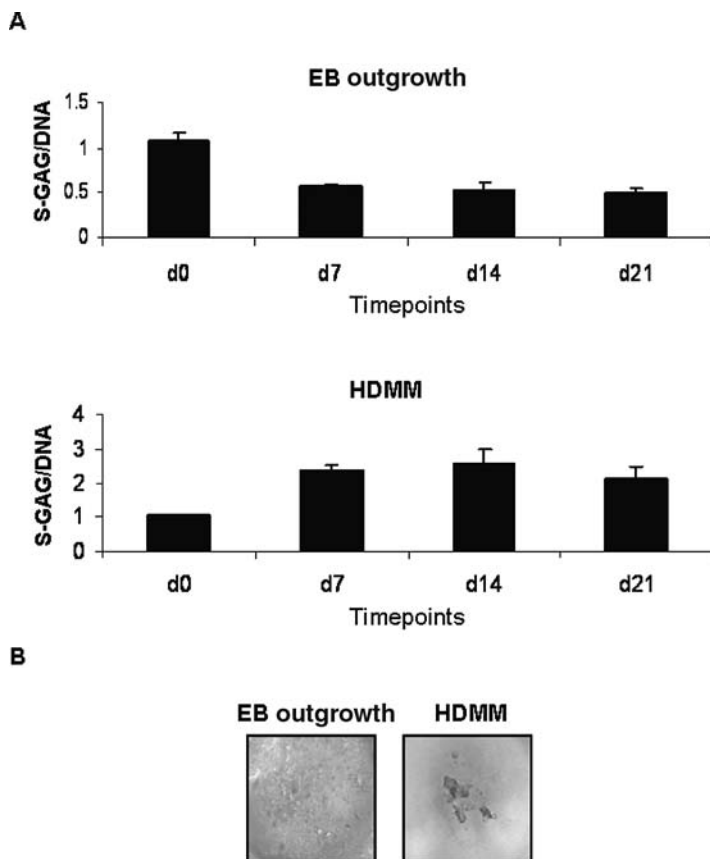 A
EB outgrowth
S-GAG/DNA
1.5
1
0.5
0
d0 d7 d14 d21
Timepoints
HDMM
S-GAG/DNA
4
3
2
1
0
d0 d7 d14 d21
Timepoints
B
EB outgrowth HDMM